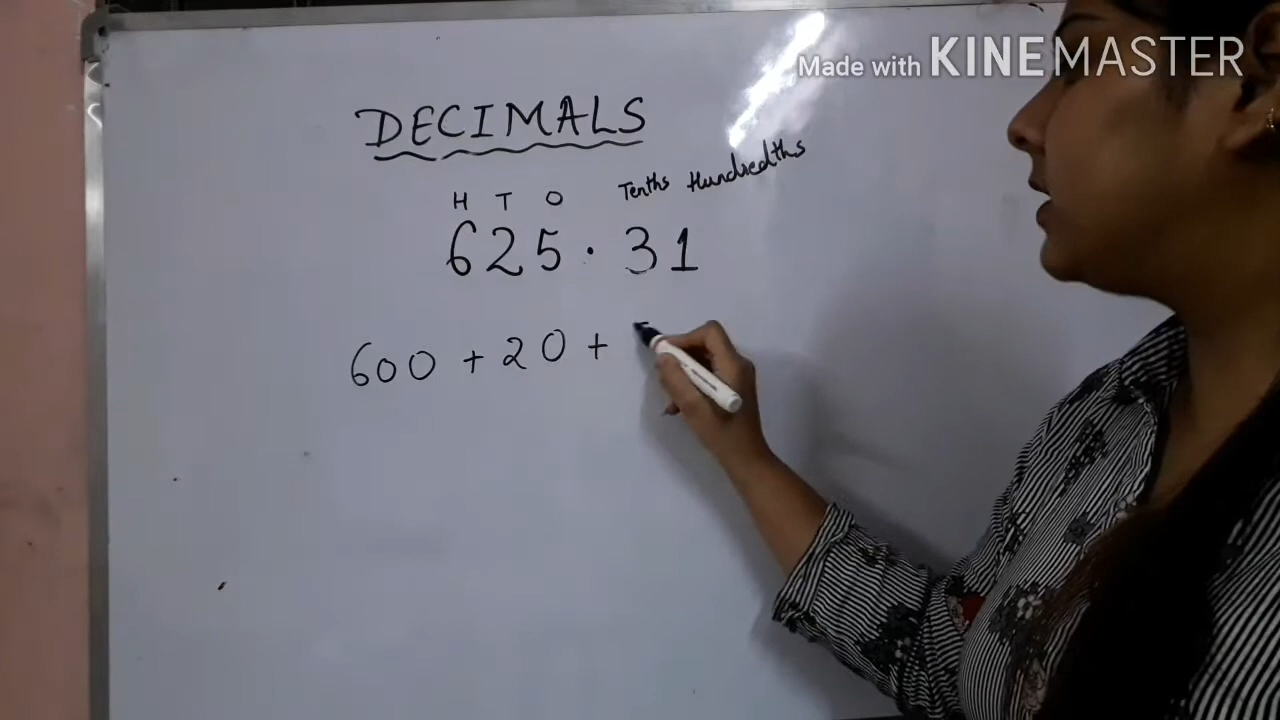 Made with KINEMASTER
DECIMALS
H T O Tenths Hundredths
625.31
600 + 20 +